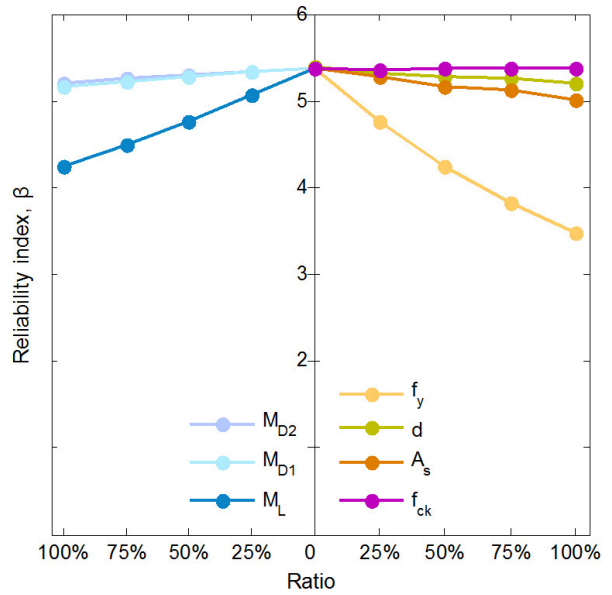 6
5
4
3
2
Reliability index, β
M_D2
M_D1
M_L
f_y
d
A_s
f_ck
100% 75% 50% 25% 0 25% 50% 75% 100%
Ratio